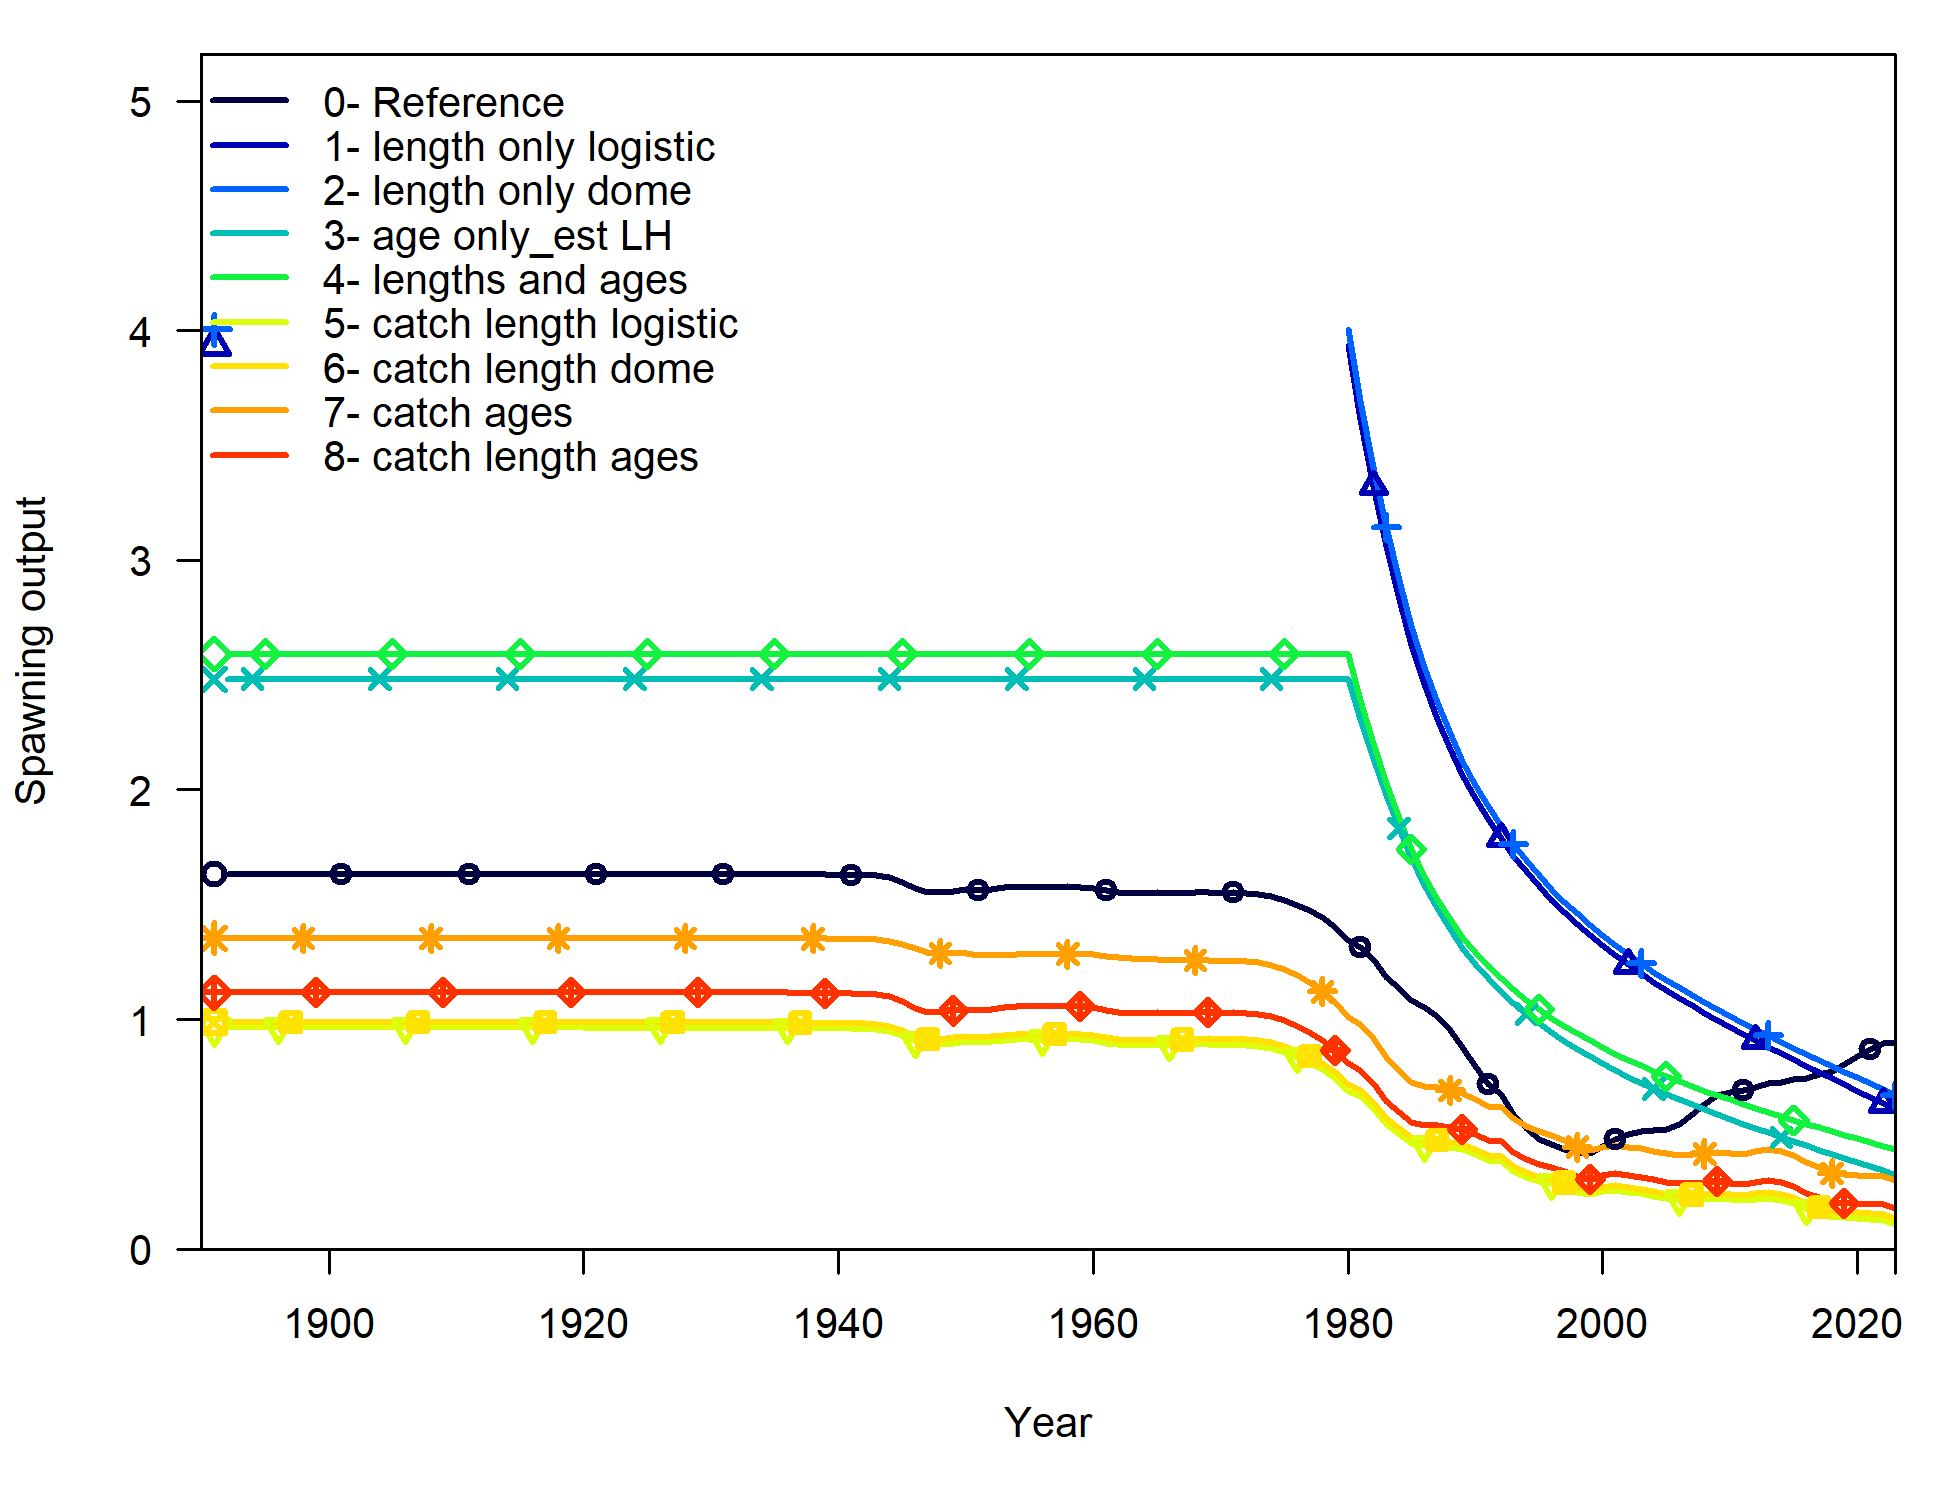 5
4
3
2
1
0
Spawning output
0- Reference
1- length only logistic
2- length only dome
3- age only_est LH
4- lengths and ages
5- catch length logistic
6- catch length dome
7- catch ages
8- catch length ages
1900 1920 1940 1960 1980 2000 2020
Year